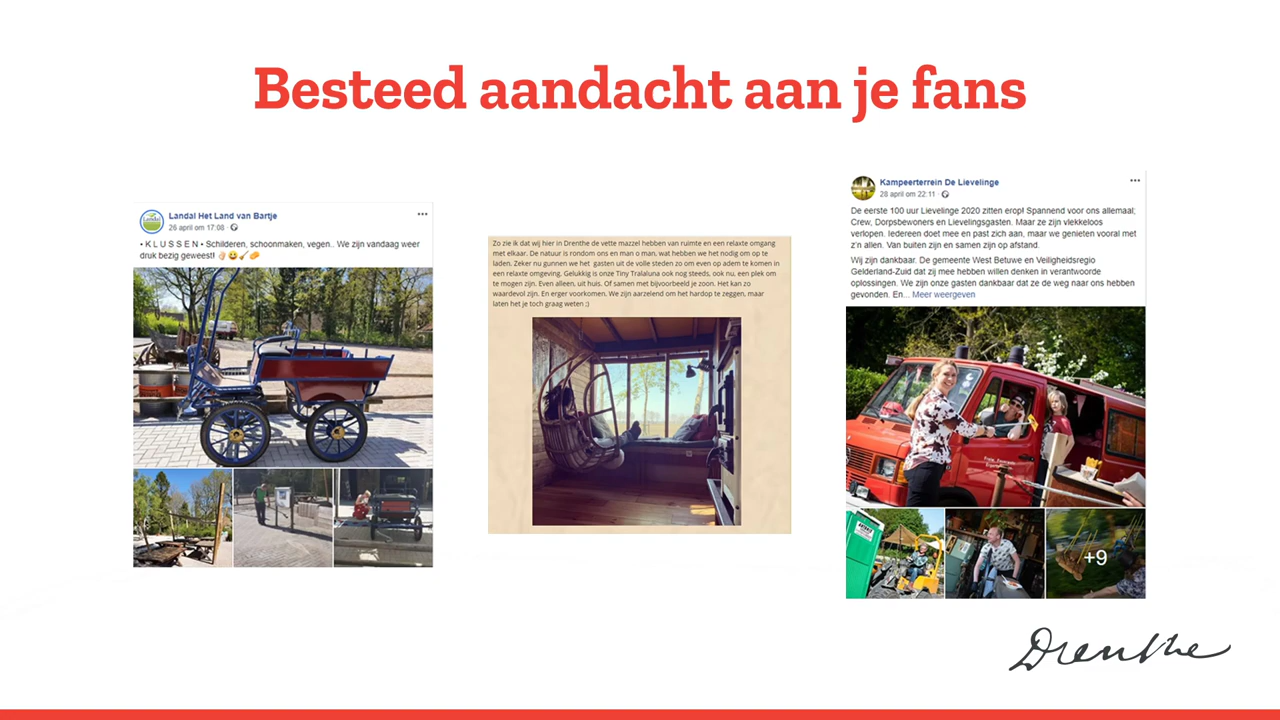 Besteed aandacht aan je fans
Landal Het Land van Bartje
26 april om 17:08
• K L U S S E N • Schilderen, schoonmaken, vegen.. We zijn vandaag weer
druk bezig geweest!
Zo zie ik dat wij hier in Drenthe de vette mazzel hebben van ruimte en een relaxte omgang
met elkaar. De natuur is rondom ons en man o man, wat hebben we het nodig om op te
laden. Zeker nu gunnen we het gasten uit de volle steden zo om even op adem te komen in
een relaxte omgeving. Gelukkig is onze Tiny Tralaluna ook nog steeds, ook nu, een plek om
te mogen zijn. Even alleen, uit huis. Of samen met bijvoorbeeld je zoon. Het kan zo
waardevol zijn. En erger voorkomen. We zijn aarzelend om het hardop te zeggen, maar
laten het je toch graag weten :)
Kampeerterrein De Lievelinge
28 april om 22:11
De eerste 100 uur Lievelinge 2020 zitten erop! Spannend voor ons allemaal;
Crew, Dorpsbewoners en Lievelingsgasten. Maar ze zijn vlekkeloos
verlopen. Iedereen doet mee en past zich aan, maar we genieten vooral met
z'n allen. Van buiten zijn en samen zijn op afstand.
Wij zijn dankbaar. De gemeente West Betuwe en Veiligheidsregio
Gelderland-Zuid dat zij mee hebben willen denken in verantwoorde
oplossingen. We zijn onze gasten dankbaar dat ze de weg naar ons hebben
gevonden. En... Meer weergeven
+9
Drenthe